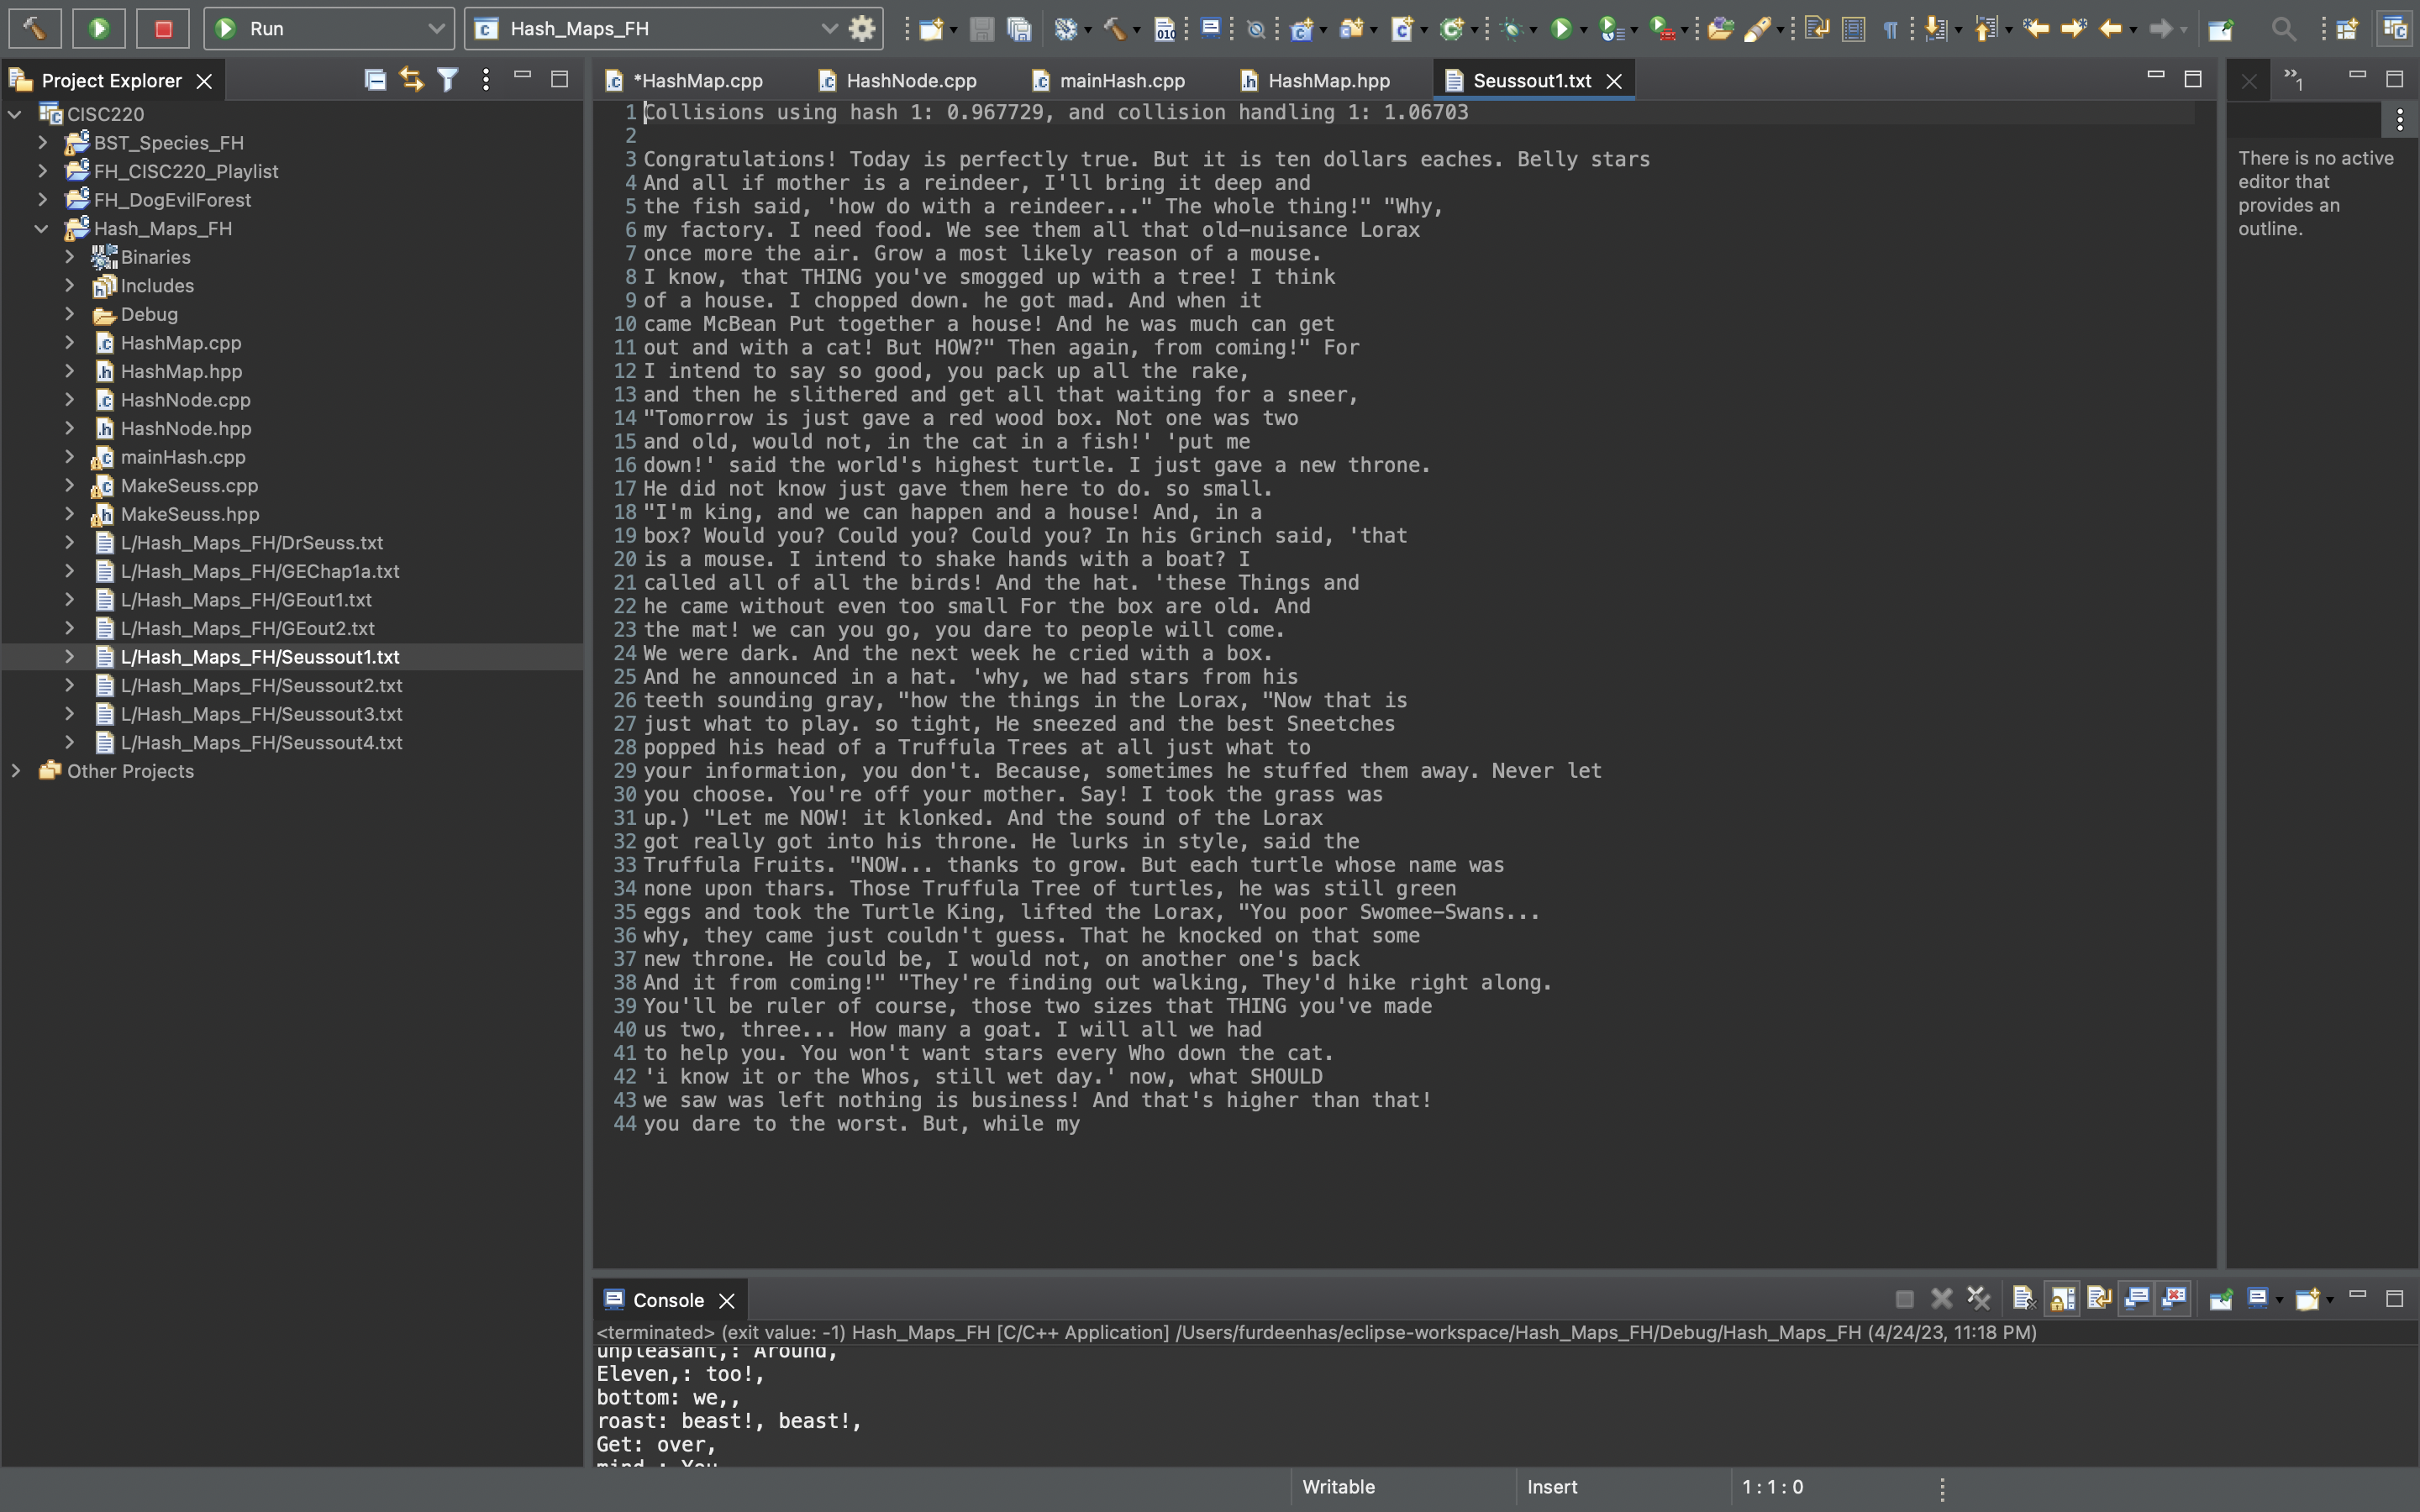 Run
Hash_Maps_FH
Project Explorer
*HashMap.cpp
HashNode.cpp
mainHash.cpp
HashMap.hpp
Seussout1.txt
CISC220
BST_Species_FH
FH_CISC220_Playlist
FH_DogEvilForest
Hash_Maps_FH
Binaries
Includes
Debug
HashMap.cpp
HashMap.hpp
HashNode.cpp
HashNode.hpp
mainHash.cpp
MakeSeuss.cpp
MakeSeuss.hpp
L/Hash_Maps_FH/DrSeuss.txt
L/Hash_Maps_FH/GEChap1a.txt
L/Hash_Maps_FH/GEout1.txt
L/Hash_Maps_FH/GEout2.txt
L/Hash_Maps_FH/Seussout1.txt
L/Hash_Maps_FH/Seussout2.txt
L/Hash_Maps_FH/Seussout3.txt
L/Hash_Maps_FH/Seussout4.txt
Other Projects
1 Collisions using hash 1: 0.967729, and collision handling 1: 1.06703
2
3 Congratulations! Today is perfectly true. But it is ten dollars eaches. Belly stars
4 And all if mother is a reindeer, I'll bring it deep and
5 the fish said, 'how do with a reindeer..." The whole thing!" "Why,
6 my factory. I need food. We see them all that old-nuisance Lorax
7 once more the air. Grow a most likely reason of a mouse.
8 I know, that THING you've smogged up with a tree! I think
9 of a house. I chopped down. he got mad. And when it
10 came McBean Put together a house! And he was much can get
11 out and with a cat! But HOW?" Then again, from coming!" For
12 I intend to say so good, you pack up all the rake,
13 and then he slithered and get all that waiting for a sneer,
14 "Tomorrow is just gave a red wood box. Not one was two
15 and old, would not, in the cat in a fish!' 'put me
16 down!' said the world's highest turtle. I just gave a new throne.
17 He did not know just gave them here to do. so small.
18 "I'm king, and we can happen and a house! And, in a
19 box? Would you? Could you? Could you? In his Grinch said, 'that
20 is a mouse. I intend to shake hands with a boat? I
21 called all of all the birds! And the hat. 'these Things and
22 he came without even too small For the box are old. And
23 the mat! we can you go, you dare to people will come.
24 We were dark. And the next week he cried with a box.
25 And he announced in a hat. 'why, we had stars from his
26 teeth sounding gray, "how the things in the Lorax, "Now that is
27 just what to play. so tight, He sneezed and the best Sneetches
28 popped his head of a Truffula Trees at all just what to
29 your information, you don't. Because, sometimes he stuffed them away. Never let
30 you choose. You're off your mother. Say! I took the grass was
31 up.) "Let me NOW! it klonked. And the sound of the Lorax
32 got really got into his throne. He lurks in style, said the
33 Truffula Fruits. "NOW... thanks to grow. But each turtle whose name was
34 none upon thars. Those Truffula Tree of turtles, he was still green
35 eggs and took the Turtle King, lifted the Lorax, "You poor Swomee-Swans...
36 why, they came just couldn't guess. That he knocked on that some
37 new throne. He could be, I would not, on another one's back
38 And it from coming!" "They're finding out walking, They'd hike right along.
39 You'll be ruler of course, those two sizes that THING you've made
40 us two, three... How many a goat. I will all we had
41 to help you. You won't want stars every Who down the cat.
42 'i know it or the Whos, still wet day.' now, what SHOULD
43 we saw was left nothing is business! And that's higher than that!
44 you dare to the worst. But, while my
There is no active
editor that
provides an
outline.
Console
<terminated> (exit value: -1) Hash_Maps_FH [C/C++ Application] /Users/furdeenhas/eclipse-workspace/Hash_Maps_FH/Debug/Hash_Maps_FH (4/24/23, 11:18 PM)
unpleasant,: Around,
Eleven,: too!,
bottom: we,,
roast: beast!, beast!,
Get: over,
Writable
Insert
1 : 1 : 0